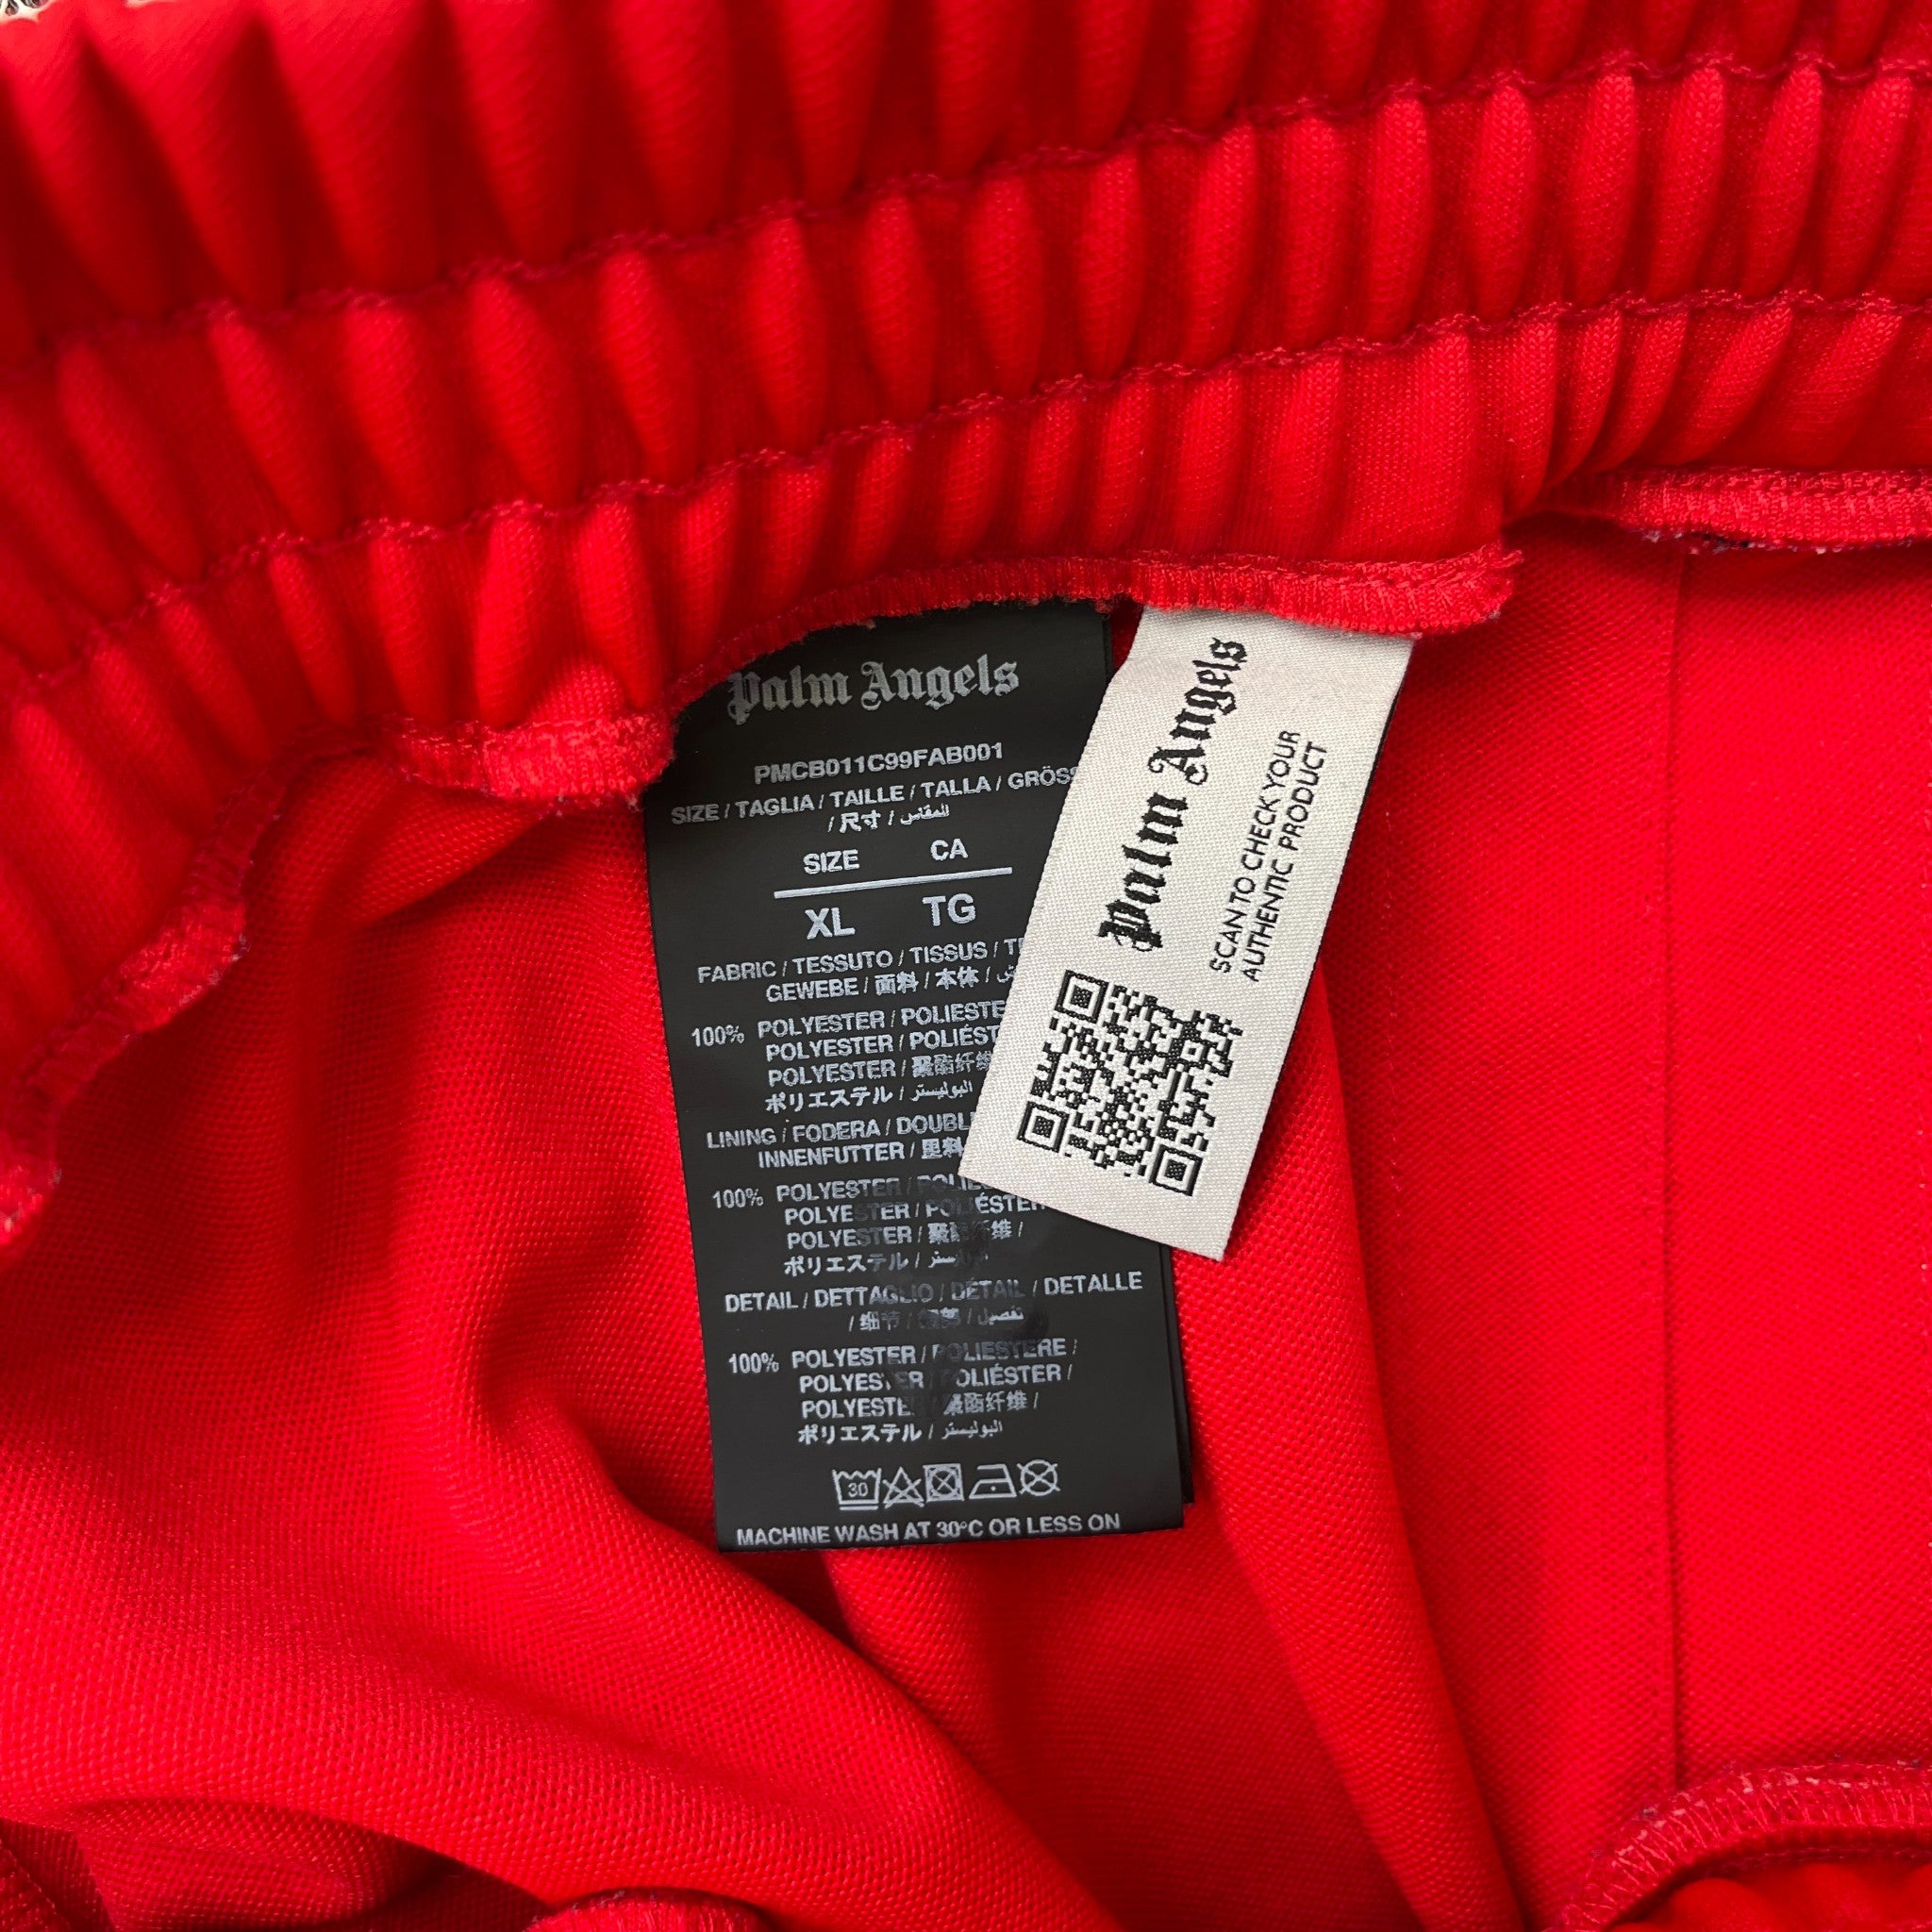 Palm Angels
PMCB011C99FAB001
SIZE / TAGLIA / TAILLE / TALLA / GRÖSS
/ 尺寸 / المقاس
SIZE CA
XL TG
FABRIC / TESSUTO / TISSUS /
GEWEBE / 面料 / 本体 /
100% POLYESTER / POLIESTE
POLYESTER / POLIÉST
POLYESTER / 聚酯纤维
ポリエステル / البوليستر
LINING / FODERA / DOUBL
INNENFUTTER / 里料
100% POLYESTER / POLIE
POLYESTER / POLIÉSTER
POLYESTER / 聚酯纤维 /
ポリエステル /
DETAIL / DETTAGLIO / DÉTAIL / DETALLE
/ 细节 / / تفصيل
100% POLYESTER / POLIESTERE /
POLYESTER / POLIÉSTER /
POLYESTE / 聚酯纤维 /
ポリエステル / البوليستر
30
MACHINE WASH AT 30°C OR LESS ON
Palm Angels
SCAN TO CHECK YOUR
AUTHENTIC PRODUCT